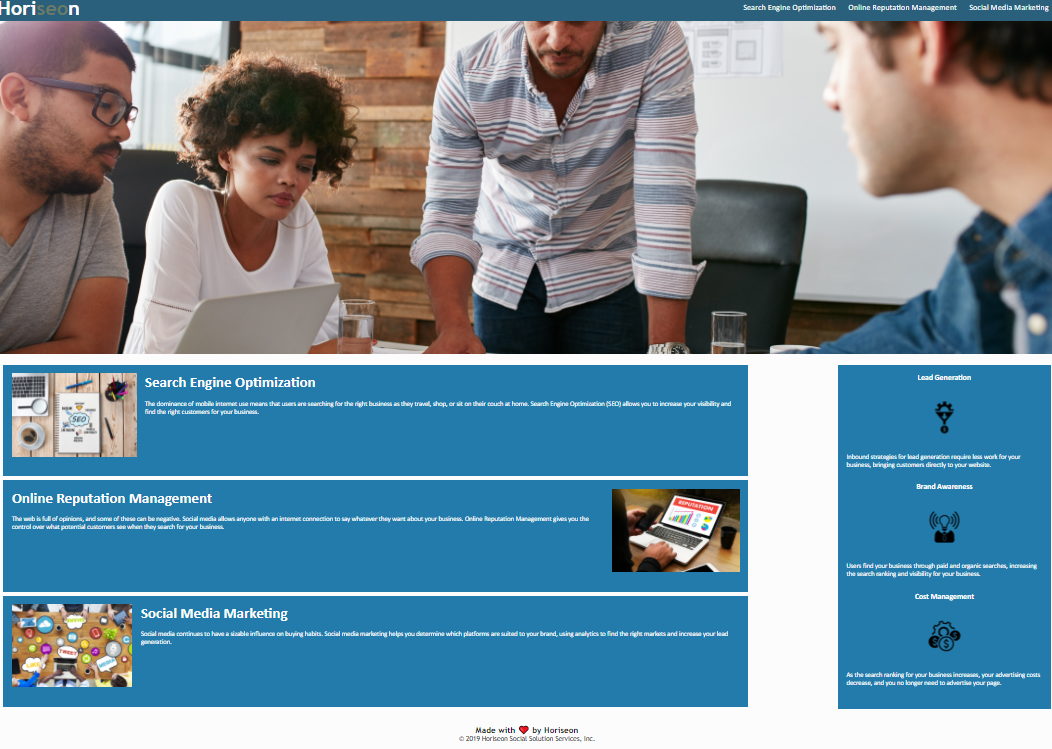 Horiseon
Search Engine Optimization
Online Reputation Management
Social Media Marketing
Search Engine Optimization
The dominance of mobile internet use means that users are searching for the right business as they travel, shop, or sit on their couch at home. Search Engine Optimization (SEO) allows you to increase your visibility and
find the right customers for your business.
SEO
Online Reputation Management
The web is full of opinions, and some of these can be negative. Social media allows anyone with an internet connection to say whatever they want about your business. Online Reputation Management gives you the
control over what potential customers see when they search for your business.
REPUTATION
Social Media Marketing
Social media continues to have a sizable influence on buying habits. Social media marketing helps you determine which platforms are suited to your brand, using analytics to find the right markets and increase your lead
generation.
LIKE
TWEET
MEDIA
Lead Generation
Inbound strategies for lead generation require less work for your
business, bringing customers directly to your website.
Brand Awareness
Users find your business through paid and organic searches, increasing
the search ranking and visibility for your business.
Cost Management
As the search ranking for your business increases, your advertising costs
decrease, and you no longer need to advertise your page.
Made with ❤️ by Horiseon
© 2019 Horiseon Social Solution Services, Inc.